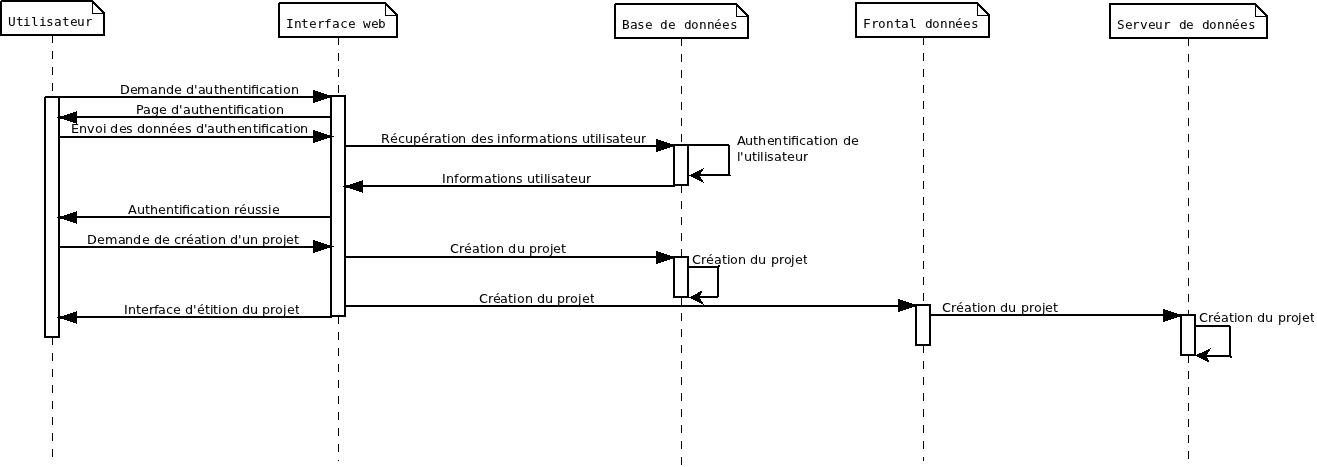 Utilisateur
Interface web
Base de données
Frontal données
Serveur de données
Demande d'authentification
Page d'authentification
Envoi des données d'authentification
Récupération des informations utilisateur
Authentification de
l'utilisateur
Informations utilisateur
Authentification réussie
Demande de création d'un projet
Création du projet
Création du projet
Création du projet
Interface d'étition du projet
Création du projet
Création du projet